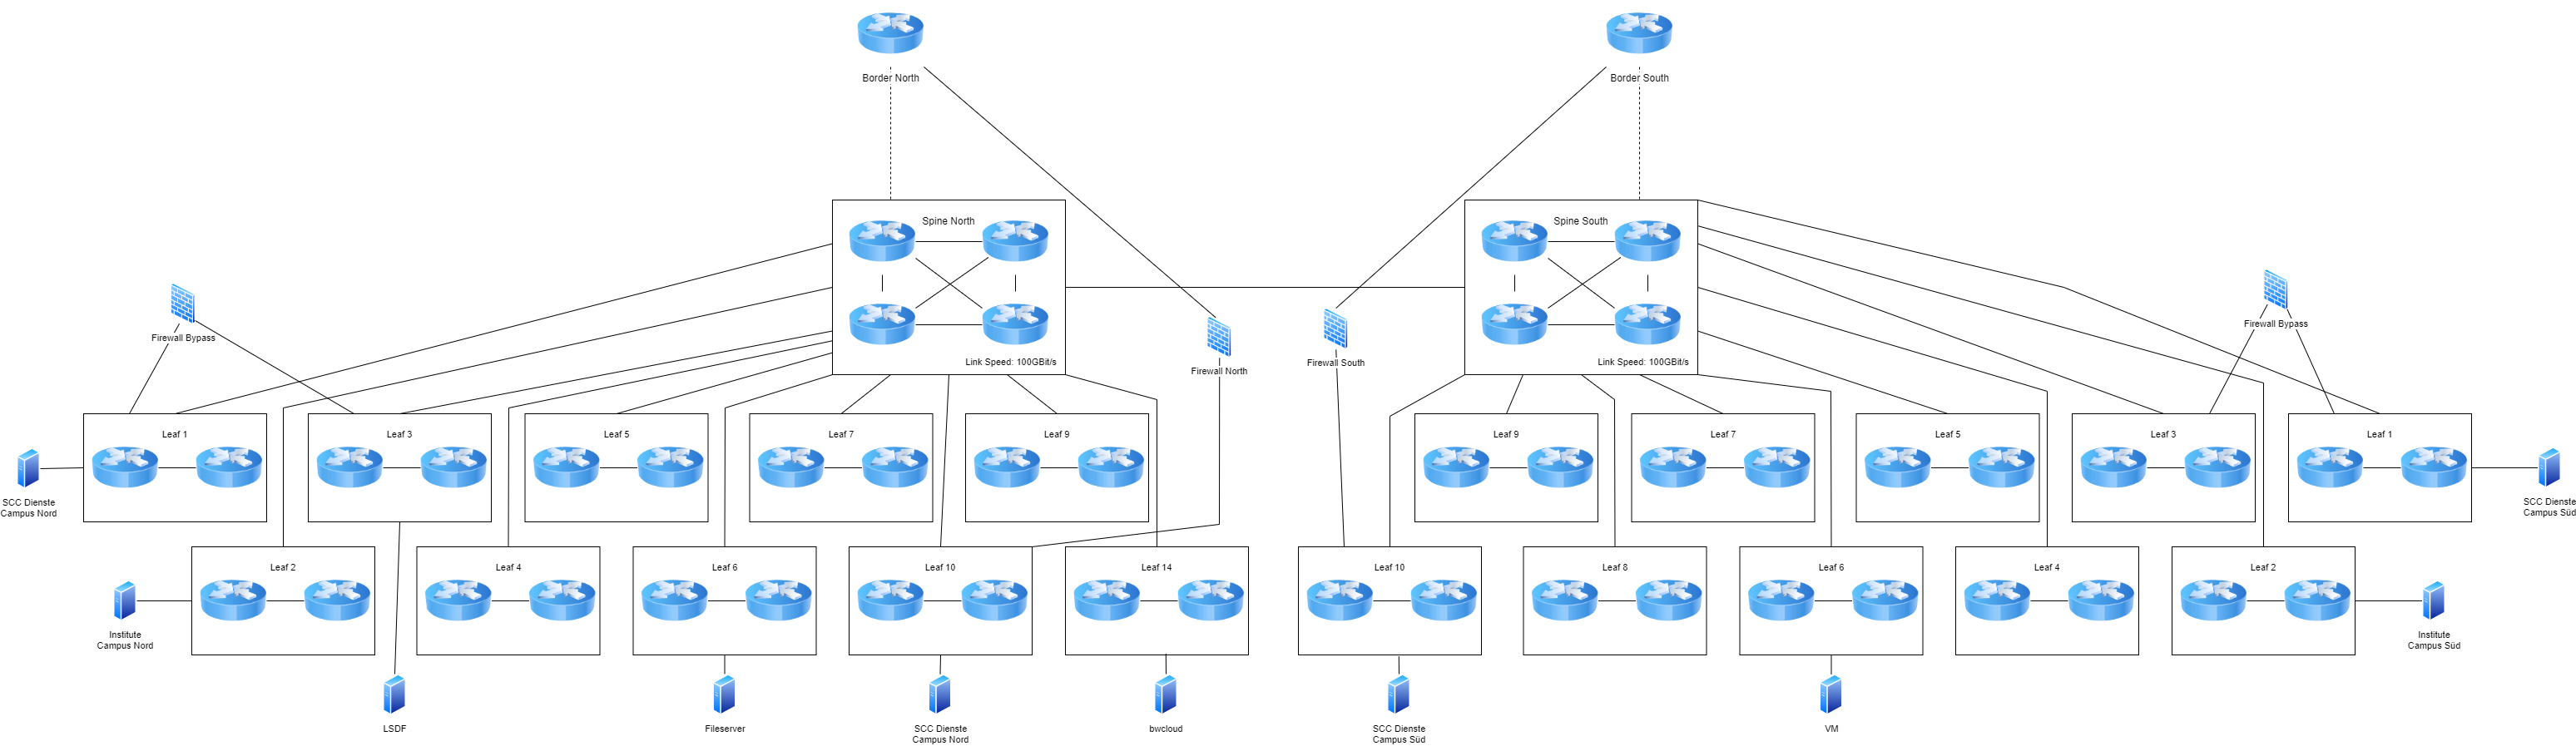 Border North
Border South
Spine North
Spine South
Firewall Bypass
Firewall Bypass
Link Speed: 100GBit/s
Link Speed: 100GBit/s
Firewall South
Firewall North
Leaf 1
Leaf 3
Leaf 5
Leaf 7
Leaf 9
Leaf 9
Leaf 7
Leaf 5
Leaf 3
Leaf 1
SCC Dienste
Campus Nord
SCC Dienste
Campus Süd
Leaf 2
Leaf 4
Leaf 6
Leaf 10
Leaf 14
Leaf 10
Leaf 8
Leaf 6
Leaf 4
Leaf 2
Institute
Campus Nord
Institute
Campus Süd
LSDF
Fileserver
SCC Dienste
Campus Nord
bwcloud
SCC Dienste
Campus Süd
VM